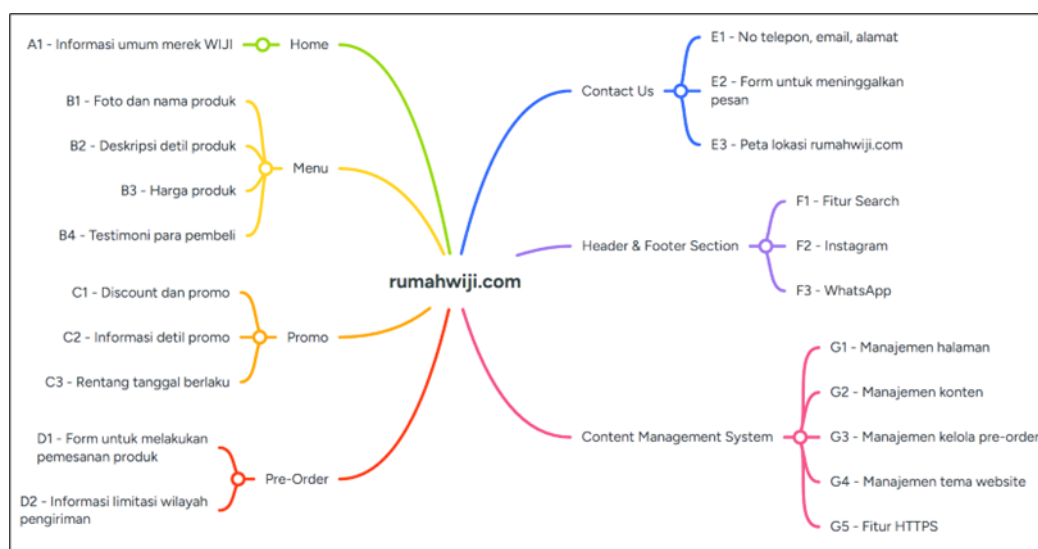 A1 - Informasi umum merek WIJI
Home
B1 - Foto dan nama produk
B2 - Deskripsi detil produk
B3 - Harga produk
B4 - Testimoni para pembeli
Menu
C1 - Discount dan promo
C2 - Informasi detil promo
C3 - Rentang tanggal berlaku
Promo
D1 - Form untuk melakukan
pemesanan produk
D2 - Informasi limitasi wilayah
pengiriman
Pre-Order
rumahwiji.com
Contact Us
E1 - No telepon, email, alamat
E2 - Form untuk meninggalkan
pesan
E3 - Peta lokasi rumahwiji.com
Header & Footer Section
F1 - Fitur Search
F2 - Instagram
F3 - WhatsApp
Content Management System
G1 - Manajemen halaman
G2 - Manajemen konten
G3 - Manajemen kelola pre-order
G4 - Manajemen tema website
G5 - Fitur HTTPS